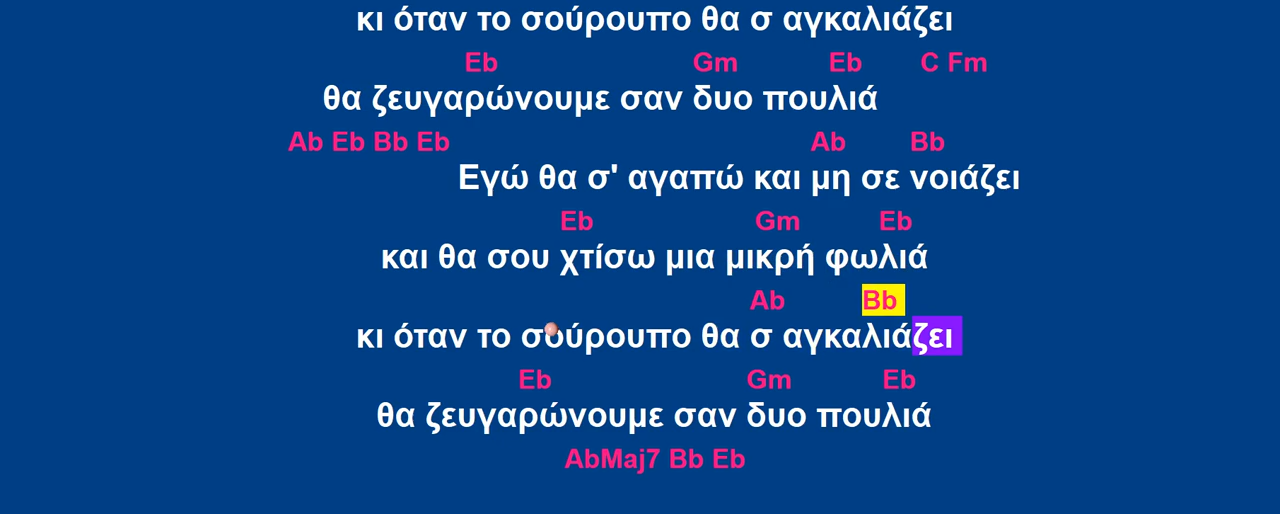 κι όταν το σούρουπο θα σ αγκαλιάζει
Eb Gm Eb C Fm
θα ζευγαρώνουμε σαν δυο πουλιά
Ab Eb Bb Eb Ab Bb
Εγώ θα σ' αγαπώ και μη σε νοιάζει
Eb Gm Eb
και θα σου χτίσω μια μικρή φωλιά
Ab Bb
κι όταν το σούρουπο θα σ αγκαλιάζει
Eb Gm Eb
θα ζευγαρώνουμε σαν δυο πουλιά
AbMaj7 Bb Eb